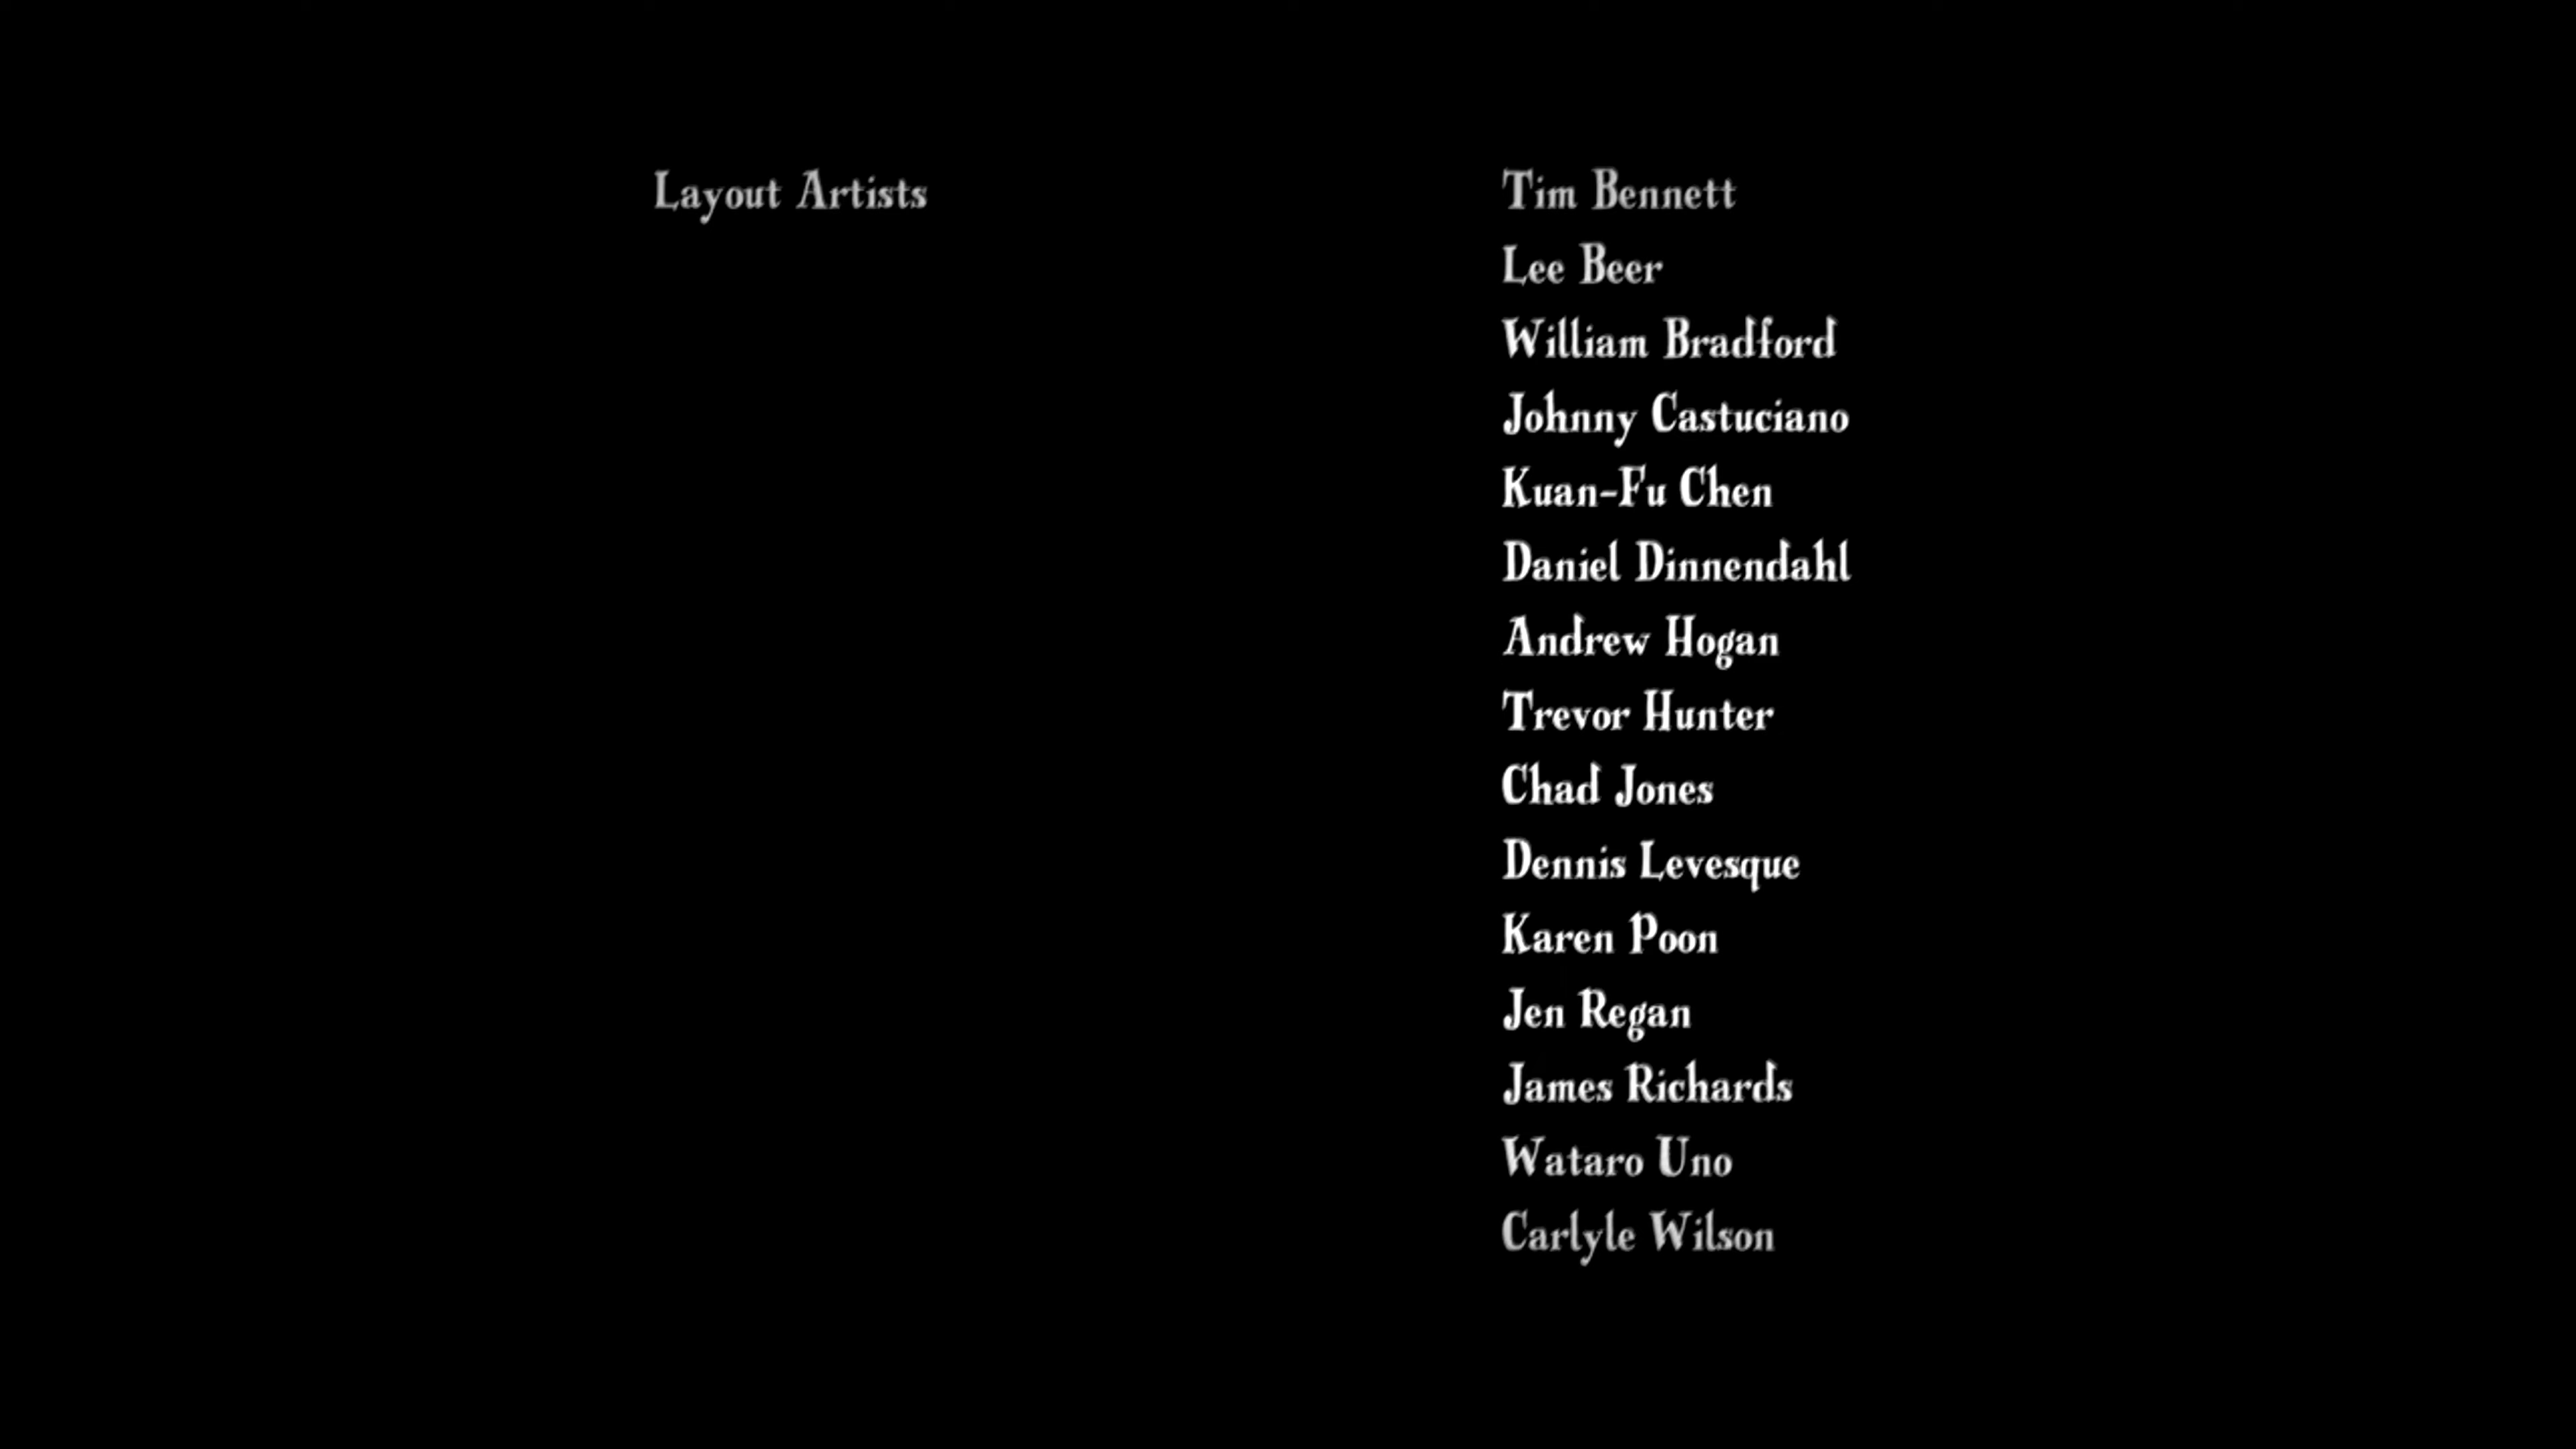 Layout Artists Tim Bennett
Lee Beer
William Bradford
Johnny Castuciano
Kuan-Fu Chen
Daniel Dinnendahl
Andrew Hogan
Trevor Hunter
Chad Jones
Dennis Levesque
Karen Poon
Jen Regan
James Richards
Wataro Uno
Carlyle Wilson